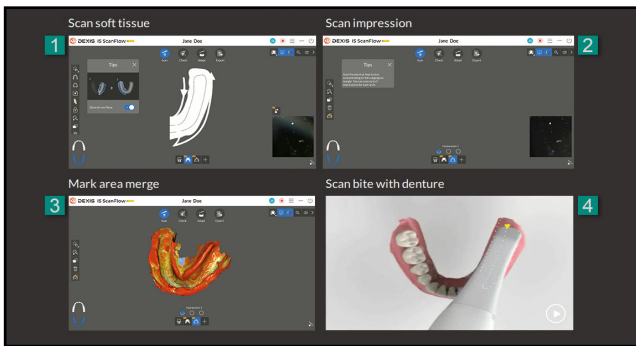 Scan soft tissue
Scan impression
1
DEXIS IS ScanFlow
Jane Doe
Scan
Check
Adapt
Export
Tips
2
DEXIS IS ScanFlow
Jane Doe
Scan
Check
Adapt
Export
Tips
Mark area merge
Scan bite with denture
3
DEXIS IS ScanFlow
Jane Doe
Scan
Check
Adapt
Export
4